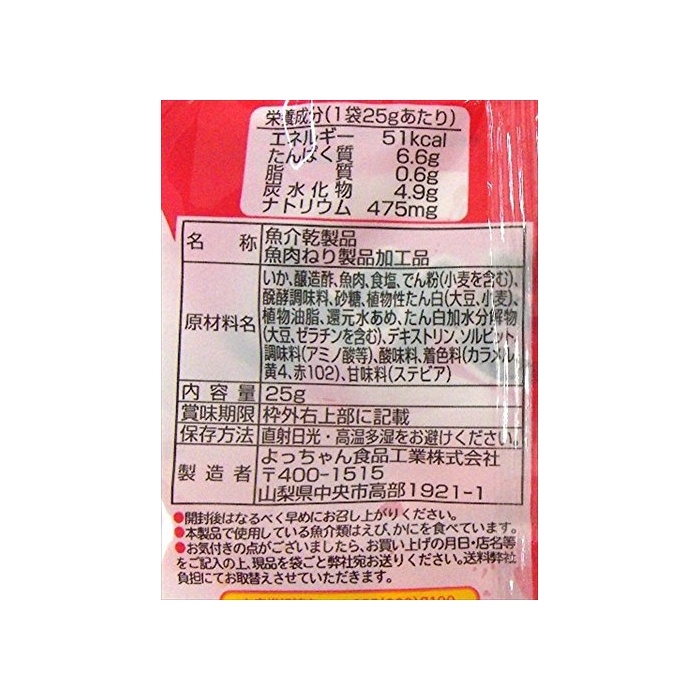 栄養成分(1袋25gあたり)
エネルギー 51kcal
たんぱく質 6.6g
脂質 0.6g
炭水化物 4.9g
ナトリウム 475mg
名称 魚介乾製品
魚肉ねり製品加工品
原材料名 いか、醸造酢、魚肉、食塩、でん粉(小麦を含む)、
醗酵調味料、砂糖、植物性たん白(大豆、小麦)、
植物油脂、還元水あめ、たん白加水分解物
(大豆、ゼラチンを含む)、デキストリン、ソルビット、
調味料(アミノ酸等)、酸味料、着色料(カラメル、
黄4、赤102)、甘味料(ステビア)
内容量 25g
賞味期限 枠外右上部に記載
保存方法 直射日光・高温多湿をお避けください。
製造者 よっちゃん食品工業株式会社
〒400-1515
山梨県中央市高部1921-1
●開封後はなるべく早めにお召し上がりください。
●本製品で使用している魚介類はえび、かにを食べています。
●お気付きの点がございましたら、お買い上げの月日・店名等
をご記入の上、現品を袋ごと弊社宛お送りください。送料弊社
負担にてお取替えさせていただきます。